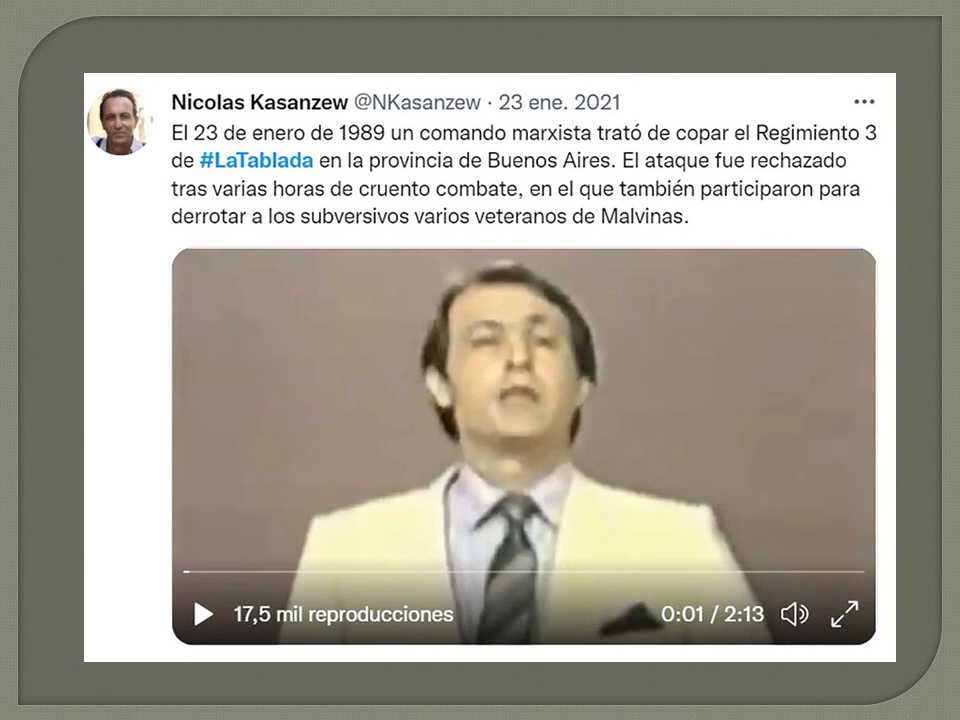 Nicolas Kasanzew @NKasanzew · 23 ene. 2021
El 23 de enero de 1989 un comando marxista trató de copar el Regimiento 3
de #LaTablada en la provincia de Buenos Aires. El ataque fue rechazado
tras varias horas de cruento combate, en el que también participaron para
derrotar a los subversivos varios veteranos de Malvinas.
17,5 mil reproducciones 0:01 / 2:13